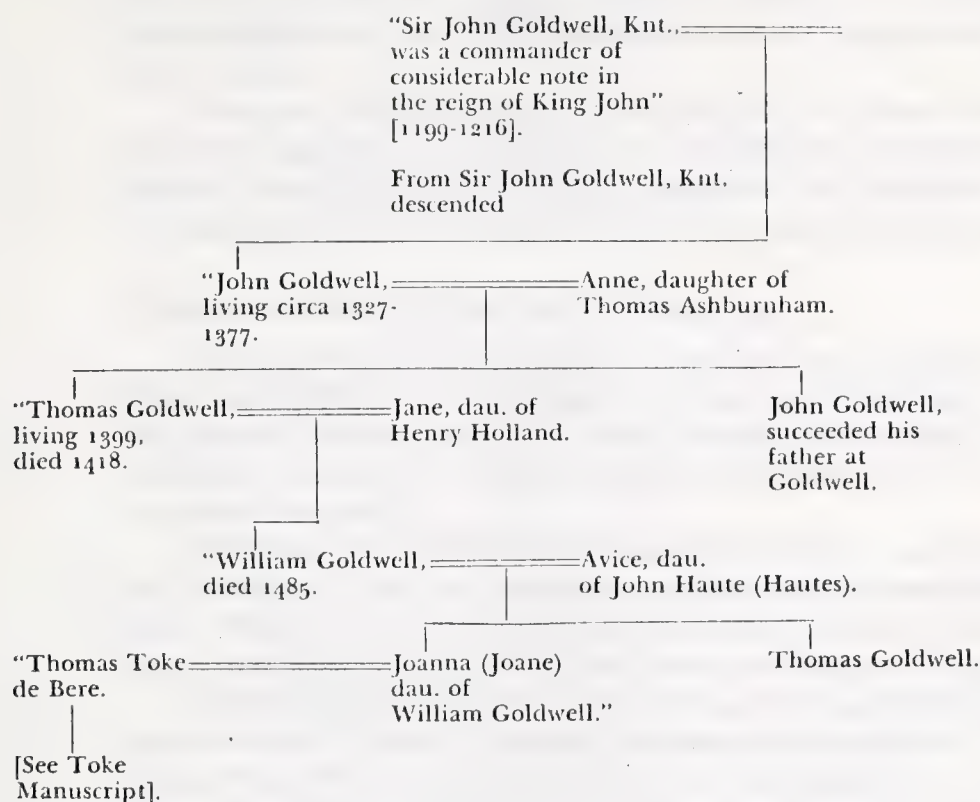 "Sir John Goldwell, Knt.,
was a commander of
considerable note in
the reign of King John"
[1199-1216].
From Sir John Goldwell, Knt.
descended
"John Goldwell,
living circa 1327-
1377.
Anne, daughter of
Thomas Ashburnham.
"Thomas Goldwell,
living 1399,
died 1418.
Jane, dau. of
Henry Holland.
John Goldwell,
succeeded his
father at
Goldwell.
"William Goldwell,
died 1485.
Avice, dau.
of John Haute (Hautes).
"Thomas Toke
de Bere.
Joanna (Joane)
dau. of
William Goldwell."
Thomas Goldwell.
[See Toke
Manuscript].